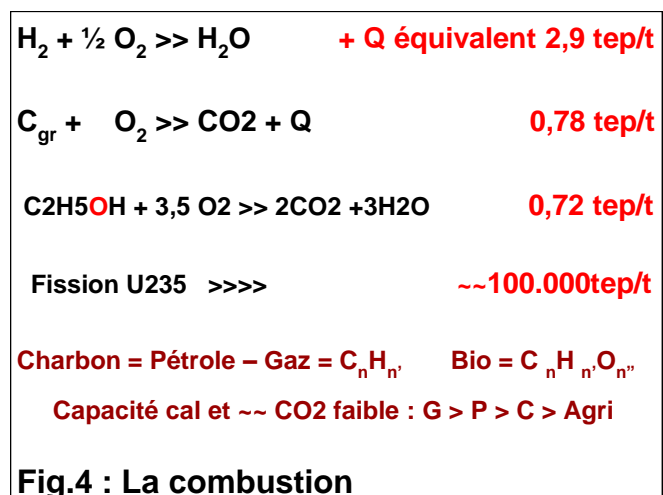 H₂ + ½ O₂ >> H₂O + Q équivalent 2,9 tep/t
C_gr + O₂ >> CO2 + Q 0,78 tep/t
C2H5OH + 3,5 O2 >> 2CO2 +3H2O 0,72 tep/t
Fission U235 >>>> ~~100.000tep/t
Charbon = Pétrole – Gaz = CₙHₙ' Bio = C ₙH ₙ'Oₙ”
Capacité cal et ~~ CO2 faible : G > P > C > Agri
Fig.4 : La combustion